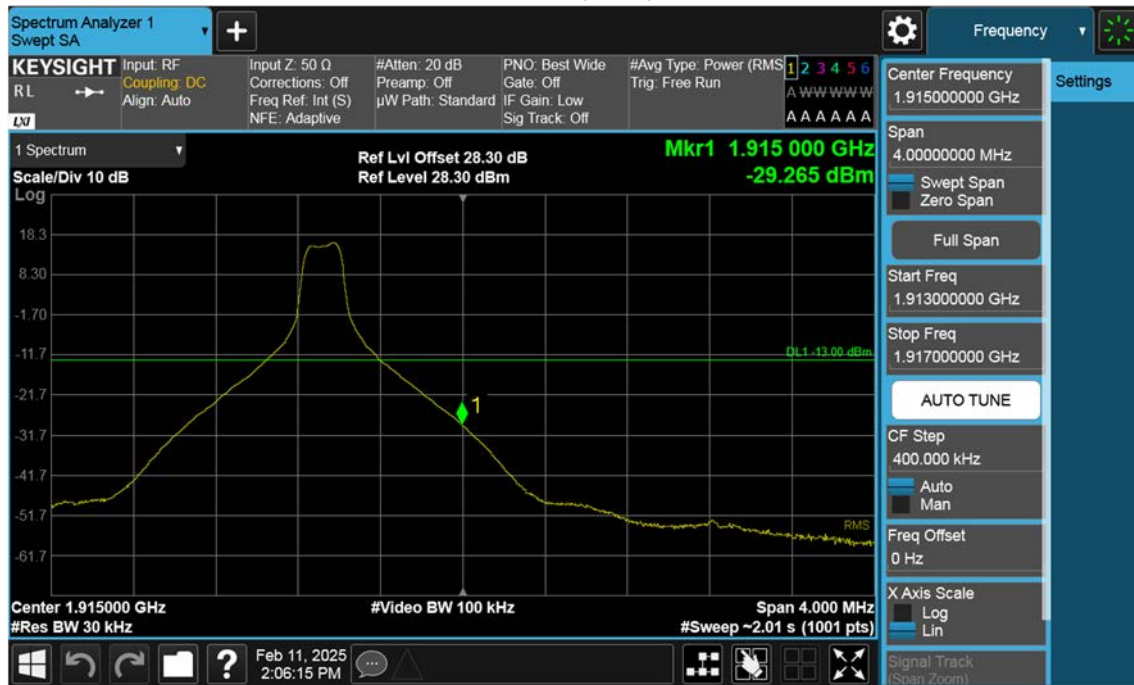 Spectrum Analyzer 1
Swept SA
+
Frequency
KEYSIGHT
RL
LXI
Input: RF
Coupling: DC
Align: Auto
Input Z: 50 Ω
Corrections: Off
Freq Ref: Int (S)
NFE: Adaptive
#Atten: 20 dB
Preamp: Off
µW Path: Standard
PNO: Best Wide
Gate: Off
IF Gain: Low
Sig Track: Off
#Avg Type: Power (RMS
Trig: Free Run
1 2 3 4 5 6
A W W W W W
A A A A A A
1 Spectrum
Scale/Div 10 dB
Ref Lvl Offset 28.30 dB
Ref Level 28.30 dBm
Mkr1 1.915 000 GHz
-29.265 dBm
Log
18.3
8.30
-1.70
-11.7
-21.7
-31.7
-41.7
-51.7
-61.7
DL1 -13.00 dBm
1
RMS
Center 1.915000 GHz
#Res BW 30 kHz
#Video BW 100 kHz
Span 4.000 MHz
#Sweep ~2.01 s (1001 pts)
Center Frequency
1.915000000 GHz
Settings
Span
4.00000000 MHz
Swept Span
Zero Span
Full Span
Start Freq
1.913000000 GHz
Stop Freq
1.917000000 GHz
AUTO TUNE
CF Step
400.000 kHz
Auto
Man
Freq Offset
0 Hz
X Axis Scale
Log
Lin
Signal Track
(Span Zoom)
?
Feb 11, 2025
2:06:15 PM